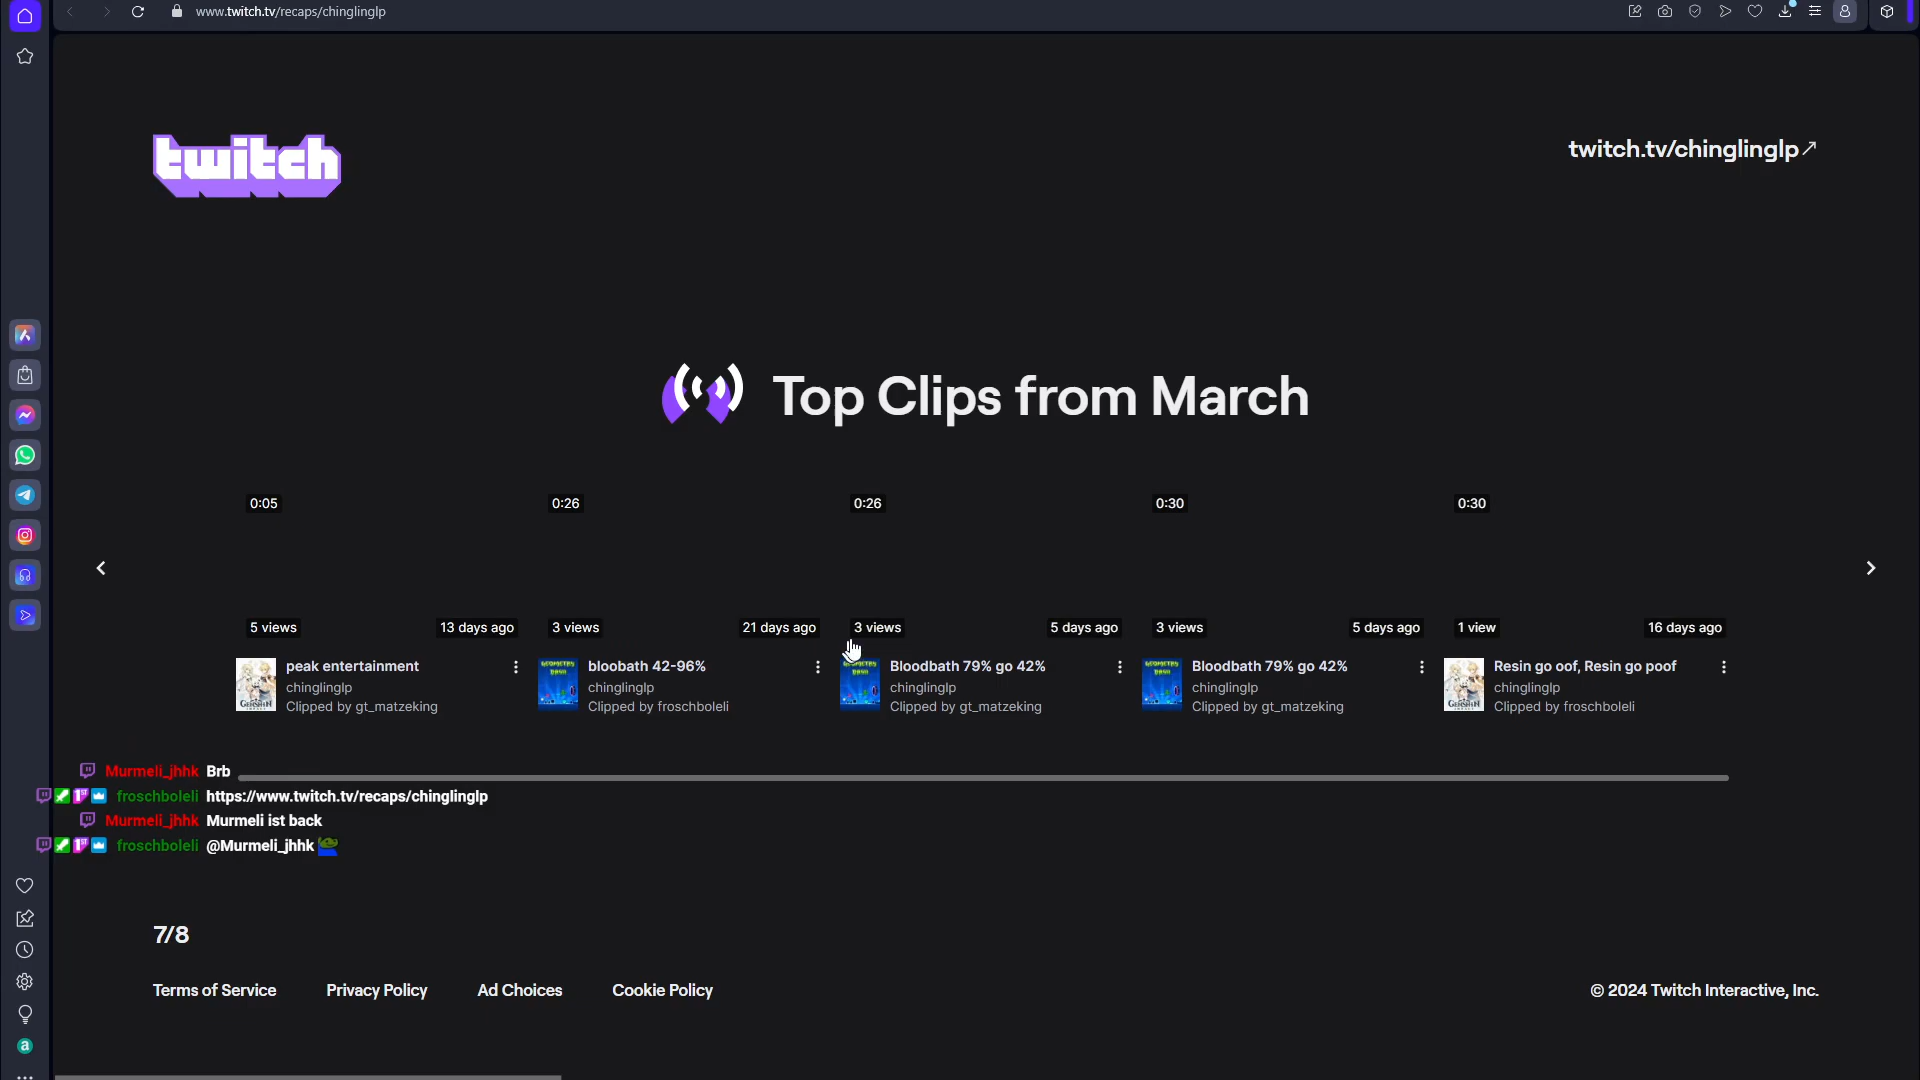 www.twitch.tv/recaps/chinglinglp
twitch
twitch.tv/chinglinglp↗
Top Clips from March
0:05
5 views
13 days ago
peak entertainment
chinglinglp
Clipped by gt_matzeking
0:26
3 views
21 days ago
bloobath 42-96%
chinglinglp
Clipped by froschboleli
0:26
3 views
5 days ago
Bloodbath 79% go 42%
chinglinglp
Clipped by gt_matzeking
0:30
3 views
5 days ago
Bloodbath 79% go 42%
chinglinglp
Clipped by gt_matzeking
0:30
1 view
16 days ago
Resin go oof, Resin go poof
chinglinglp
Clipped by froschboleli
Murmeli_jhhk Brb
froschboleli https://www.twitch.tv/recaps/chinglinglp
Murmeli_jhhk Murmeli ist back
froschboleli @Murmeli_jhhk
7/8
Terms of Service
Privacy Policy
Ad Choices
Cookie Policy
© 2024 Twitch Interactive, Inc.